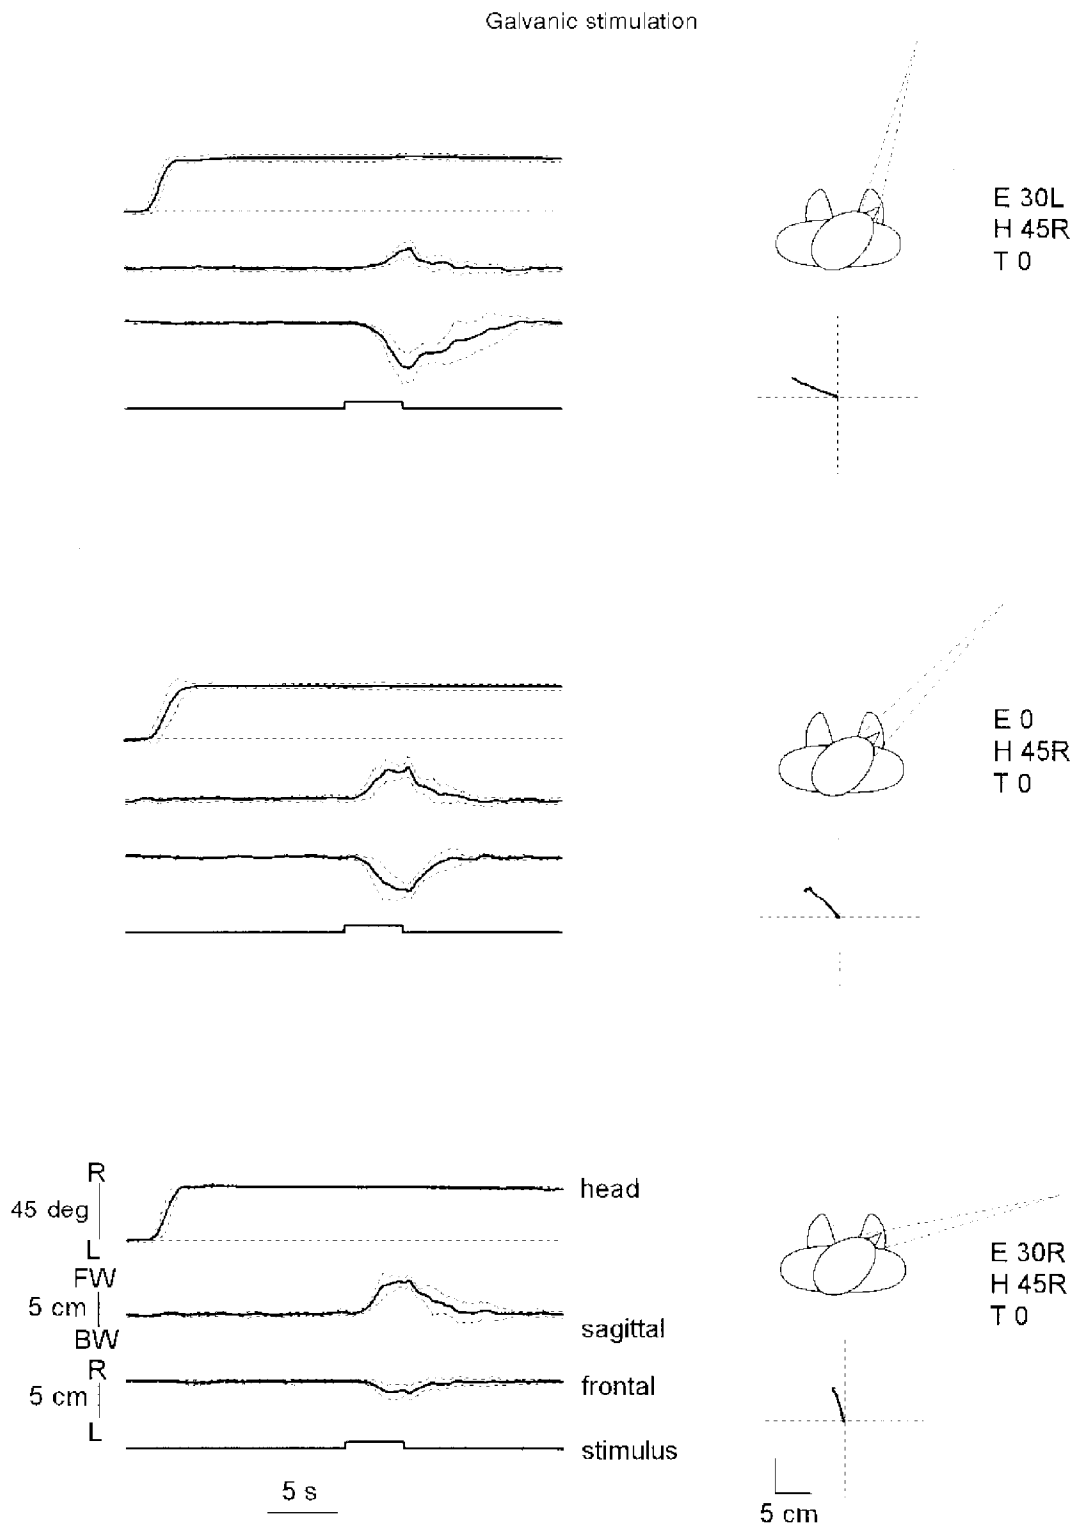 Galvanic stimulation
E 30L
H 45R
T 0
E 0
H 45R
T 0
R
45 deg
L
head
FW
5 cm
BW
sagittal
R
5 cm
L
frontal
stimulus
5 s
E 30R
H 45R
T 0
5 cm